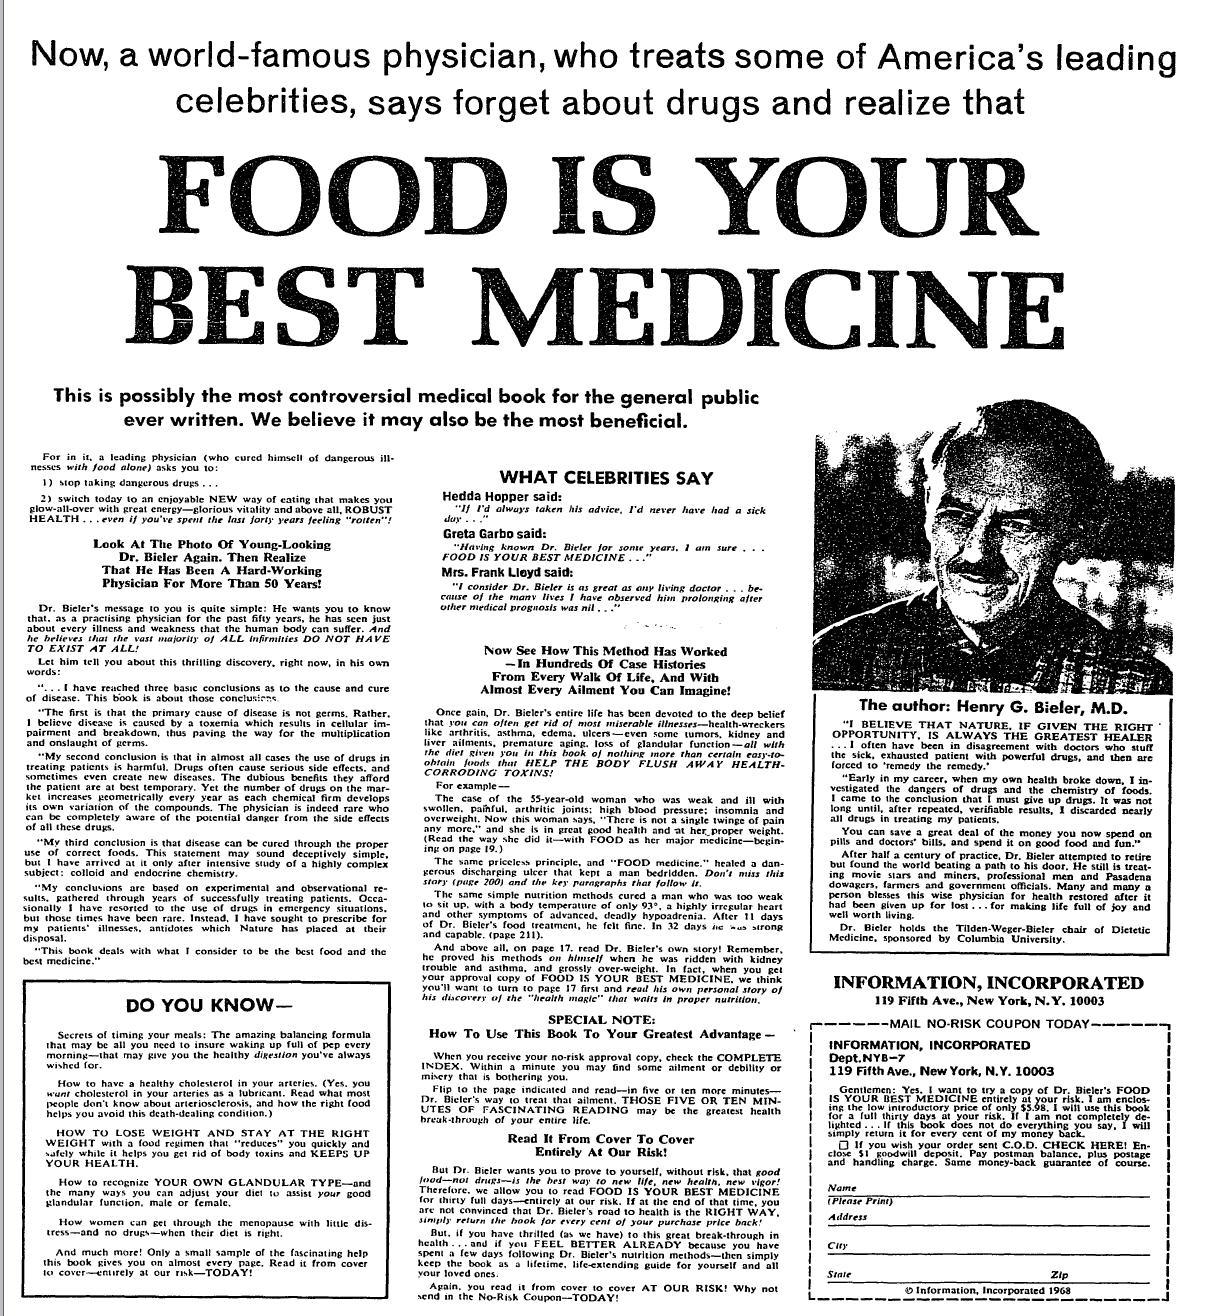 Now, a world-famous physician, who treats some of America's leading
celebrities, says forget about drugs and realize that
FOOD IS YOUR
BEST MEDICINE
This is possibly the most controversial medical book for the general public
ever written. We believe it may also be the most beneficial.
For in it, a leading physician (who cured himself of dangerous ill-
nesses with food alone) asks you to:
1) stop taking dangerous drugs . . .
2) switch today to an enjoyable NEW way of eating that makes you
glow-all-over with great energy—glorious vitality and above all, ROBUST
HEALTH . . . even if you've spent the last forty years feeling "rotten"!
Look At The Photo Of Young-Looking
Dr. Bieler Again. Then Realize
That He Has Been A Hard-Working
Physician For More Than 50 Years!
Dr. Bieler's message to you is quite simple: He wants you to know
that, as a practising physician for the past fifty years, he has seen just
about every illness and weakness that the human body can suffer. And
he believes that the vast majority of ALL infirmities DO NOT HAVE
TO EXIST AT ALL!
Let him tell you about this thrilling discovery, right now, in his own
words:
". . . I have reached three basic conclusions as to the cause and cure
of disease. This book is about those conclusions.
"The first is that the primary cause of disease is not germs. Rather,
I believe disease is caused by a toxemia which results in cellular im-
pairment and breakdown, thus paving the way for the multiplication
and onslaught of germs.
"My second conclusion is that in almost all cases the use of drugs in
treating patients is harmful. Drugs often cause serious side effects, and
sometimes even create new diseases. The dubious benefits they afford
the patient are at best temporary. Yet the number of drugs on the mar-
ket increases geometrically every year as each chemical firm develops
its own variation of the compounds. The physician is indeed rare who
can be completely aware of the potential danger from the side effects
of all these drugs.
"My third conclusion is that disease can be cured through the proper
use of correct foods. This statement may sound deceptively simple,
but I have arrived at it only after intensive study of a highly complex
subject: colloid and endocrine chemistry.
"My conclusions are based on experimental and observational re-
sults, gathered through years of successfully treating patients. Occa-
sionally I have resorted to the use of drugs in emergency situations,
but those times have been rare. Instead, I have sought to prescribe for
my patients' illnesses, antidotes which Nature has placed at their
disposal.
"This book deals with what I consider to be the best food and the
best medicine."
DO YOU KNOW—
Secrets of timing your meals: The amazing balancing formula
that may be all you need to insure waking up full of pep every
morning—that may give you the healthy digestion you've always
wished for.
How to have a healthy cholesterol in your arteries. (Yes, you
want cholesterol in your arteries as a lubricant. Read what most
people don't know about arteriosclerosis, and how the right food
helps you avoid this death-dealing condition.)
HOW TO LOSE WEIGHT AND STAY AT THE RIGHT
WEIGHT with a food regimen that "reduces" you quickly and
safely while it helps you get rid of body toxins and KEEPS UP
YOUR HEALTH.
How to recognize YOUR OWN GLANDULAR TYPE—and
the many ways you can adjust your diet to assist your good
glandular function, male or female.
How women can get through the menopause with little dis-
tress—and no drugs—when their diet is right.
And much more! Only a small sample of the fascinating help
this book gives you on almost every page. Read it from cover
to cover—entirely at our risk—TODAY!
WHAT CELEBRITIES SAY
Hedda Hopper said:
"If I'd always taken his advice, I'd never have had a sick
day . . ."
Greta Garbo said:
"Having known Dr. Bieler for some years, I am sure . . .
FOOD IS YOUR BEST MEDICINE . . ."
Mrs. Frank Lloyd said:
"I consider Dr. Bieler is as great as any living doctor . . . be-
cause of the many lives I have observed him prolonging after
other medical prognosis was nil . . ."
Now See How This Method Has Worked
—In Hundreds Of Case Histories
From Every Walk Of Life, And With
Almost Every Ailment You Can Imagine!
Once gain, Dr. Bieler's entire life has been devoted to the deep belief
that you can often get rid of most miserable illnesses—health-wreckers
like arthritis, asthma, edema, ulcers—even some tumors, kidney and
liver ailments, premature aging, loss of glandular function—all with
the diet given you in this book of nothing more than certain easy-to-
obtain foods that HELP THE BODY FLUSH AWAY HEALTH-
CORRODING TOXINS!
For example—
The case of the 55-year-old woman who was weak and ill with
swollen, painful, arthritic joints; high blood pressure; insomnia and
overweight. Now this woman says, "There is not a single twinge of pain
any more," and she is in great good health and at her proper weight.
(Read the way she did it—with FOOD as her major medicine—begin-
ing on page 19.)
The same priceless principle, and "FOOD medicine." healed a dan-
gerous discharging ulcer that kept a man bedridden. Don't miss this
story (page 200) and the key paragraphs that follow it.
The same simple nutrition methods cured a man who was too weak
to sit up, with a body temperature of only 93°, a highly irregular heart
and other symptoms of advanced, deadly hypoadrenia. After 11 days
of Dr. Bieler's food treatment, he felt fine. In 32 days he was strong
and capable. (page 211).
And above all, on page 17, read Dr. Bieler's own story! Remember,
he proved his methods on himself when he was ridden with kidney
trouble and asthma, and grossly over-weight. In fact, when you get
your approval copy of FOOD IS YOUR BEST MEDICINE, we think
you'll want to turn to page 17 first and read his own personal story of
his discovery of the "health magic" that waits in proper nutrition.
SPECIAL NOTE:
How To Use This Book To Your Greatest Advantage —
When you receive your no-risk approval copy, check the COMPLETE
INDEX. Within a minute you may find some ailment or debility or
misery that is bothering you.
Flip to the page indicated and read—in five or ten more minutes—
Dr. Bieler's way to treat that ailment. THOSE FIVE OR TEN MIN-
UTES OF FASCINATING READING may be the greatest health
break-through of your entire life.
Read It From Cover To Cover
Entirely At Our Risk!
But Dr. Bieler wants you to prove to yourself, without risk, that good
food—not drugs—is the best way to new life, new health, new vigor!
Therefore, we allow you to read FOOD IS YOUR BEST MEDICINE
for thirty full days—entirely at our risk. If at the end of that time, you
are not convinced that Dr. Bieler's road to health is the RIGHT WAY,
simply return the book for every cent of your purchase price back!
But, if you have thrilled (as we have) to this great break-through in
health . . . and if you FEEL BETTER ALREADY because you have
spent a few days following Dr. Bieler's nutrition methods—then simply
keep the book as a lifetime, life-extending guide for yourself and all
your loved ones.
Again, you read it from cover to cover AT OUR RISK! Why not
send in the No-Risk Coupon—TODAY!
The author: Henry G. Bieler, M.D.
"I BELIEVE THAT NATURE, IF GIVEN THE RIGHT
OPPORTUNITY, IS ALWAYS THE GREATEST HEALER
. . . I often have been in disagreement with doctors who stuff
the sick, exhausted patient with powerful drugs, and then are
forced to 'remedy the remedy.'
"Early in my career, when my own health broke down, I in-
vestigated the dangers of drugs and the chemistry of foods.
I came to the conclusion that I must give up drugs. It was not
long until, after repeated, verifiable results, I discarded nearly
all drugs in treating my patients.
You can save a great deal of the money you now spend on
pills and doctors' bills, and spend it on good food and fun."
After half a century of practice, Dr. Bieler attempted to retire
but found the world beating a path to his door. He still is treat-
ing movie stars and miners, professional men and Pasadena
dowagers, farmers and government officials. Many and many a
person blesses this wise physician for health restored after it
had been given up for lost . . . for making life full of joy and
well worth living.
Dr. Bieler holds the Tilden-Weger-Bieler chair of Dietetic
Medicine, sponsored by Columbia University.
INFORMATION, INCORPORATED
119 Fifth Ave., New York, N.Y. 10003
MAIL NO-RISK COUPON TODAY
INFORMATION, INCORPORATED
Dept.NYB-7
119 Fifth Ave., New York, N.Y. 10003
Gentlemen: Yes, I want to try a copy of Dr. Bieler's FOOD
IS YOUR BEST MEDICINE entirely at your risk. I am enclos-
ing the low introductory price of only $5.98. I will use this book
for a full thirty days at your risk. If I am not completely de-
lighted . . . If this book does not do everything you say, I will
simply return it for every cent of my money back.
☐ If you wish your order sent C.O.D. CHECK HERE! En-
close $1 goodwill deposit. Pay postman balance, plus postage
and handling charge. Same money-back guarantee of course.
Name
(Please Print)
Address
City
State Zip
© Information, Incorporated 1968